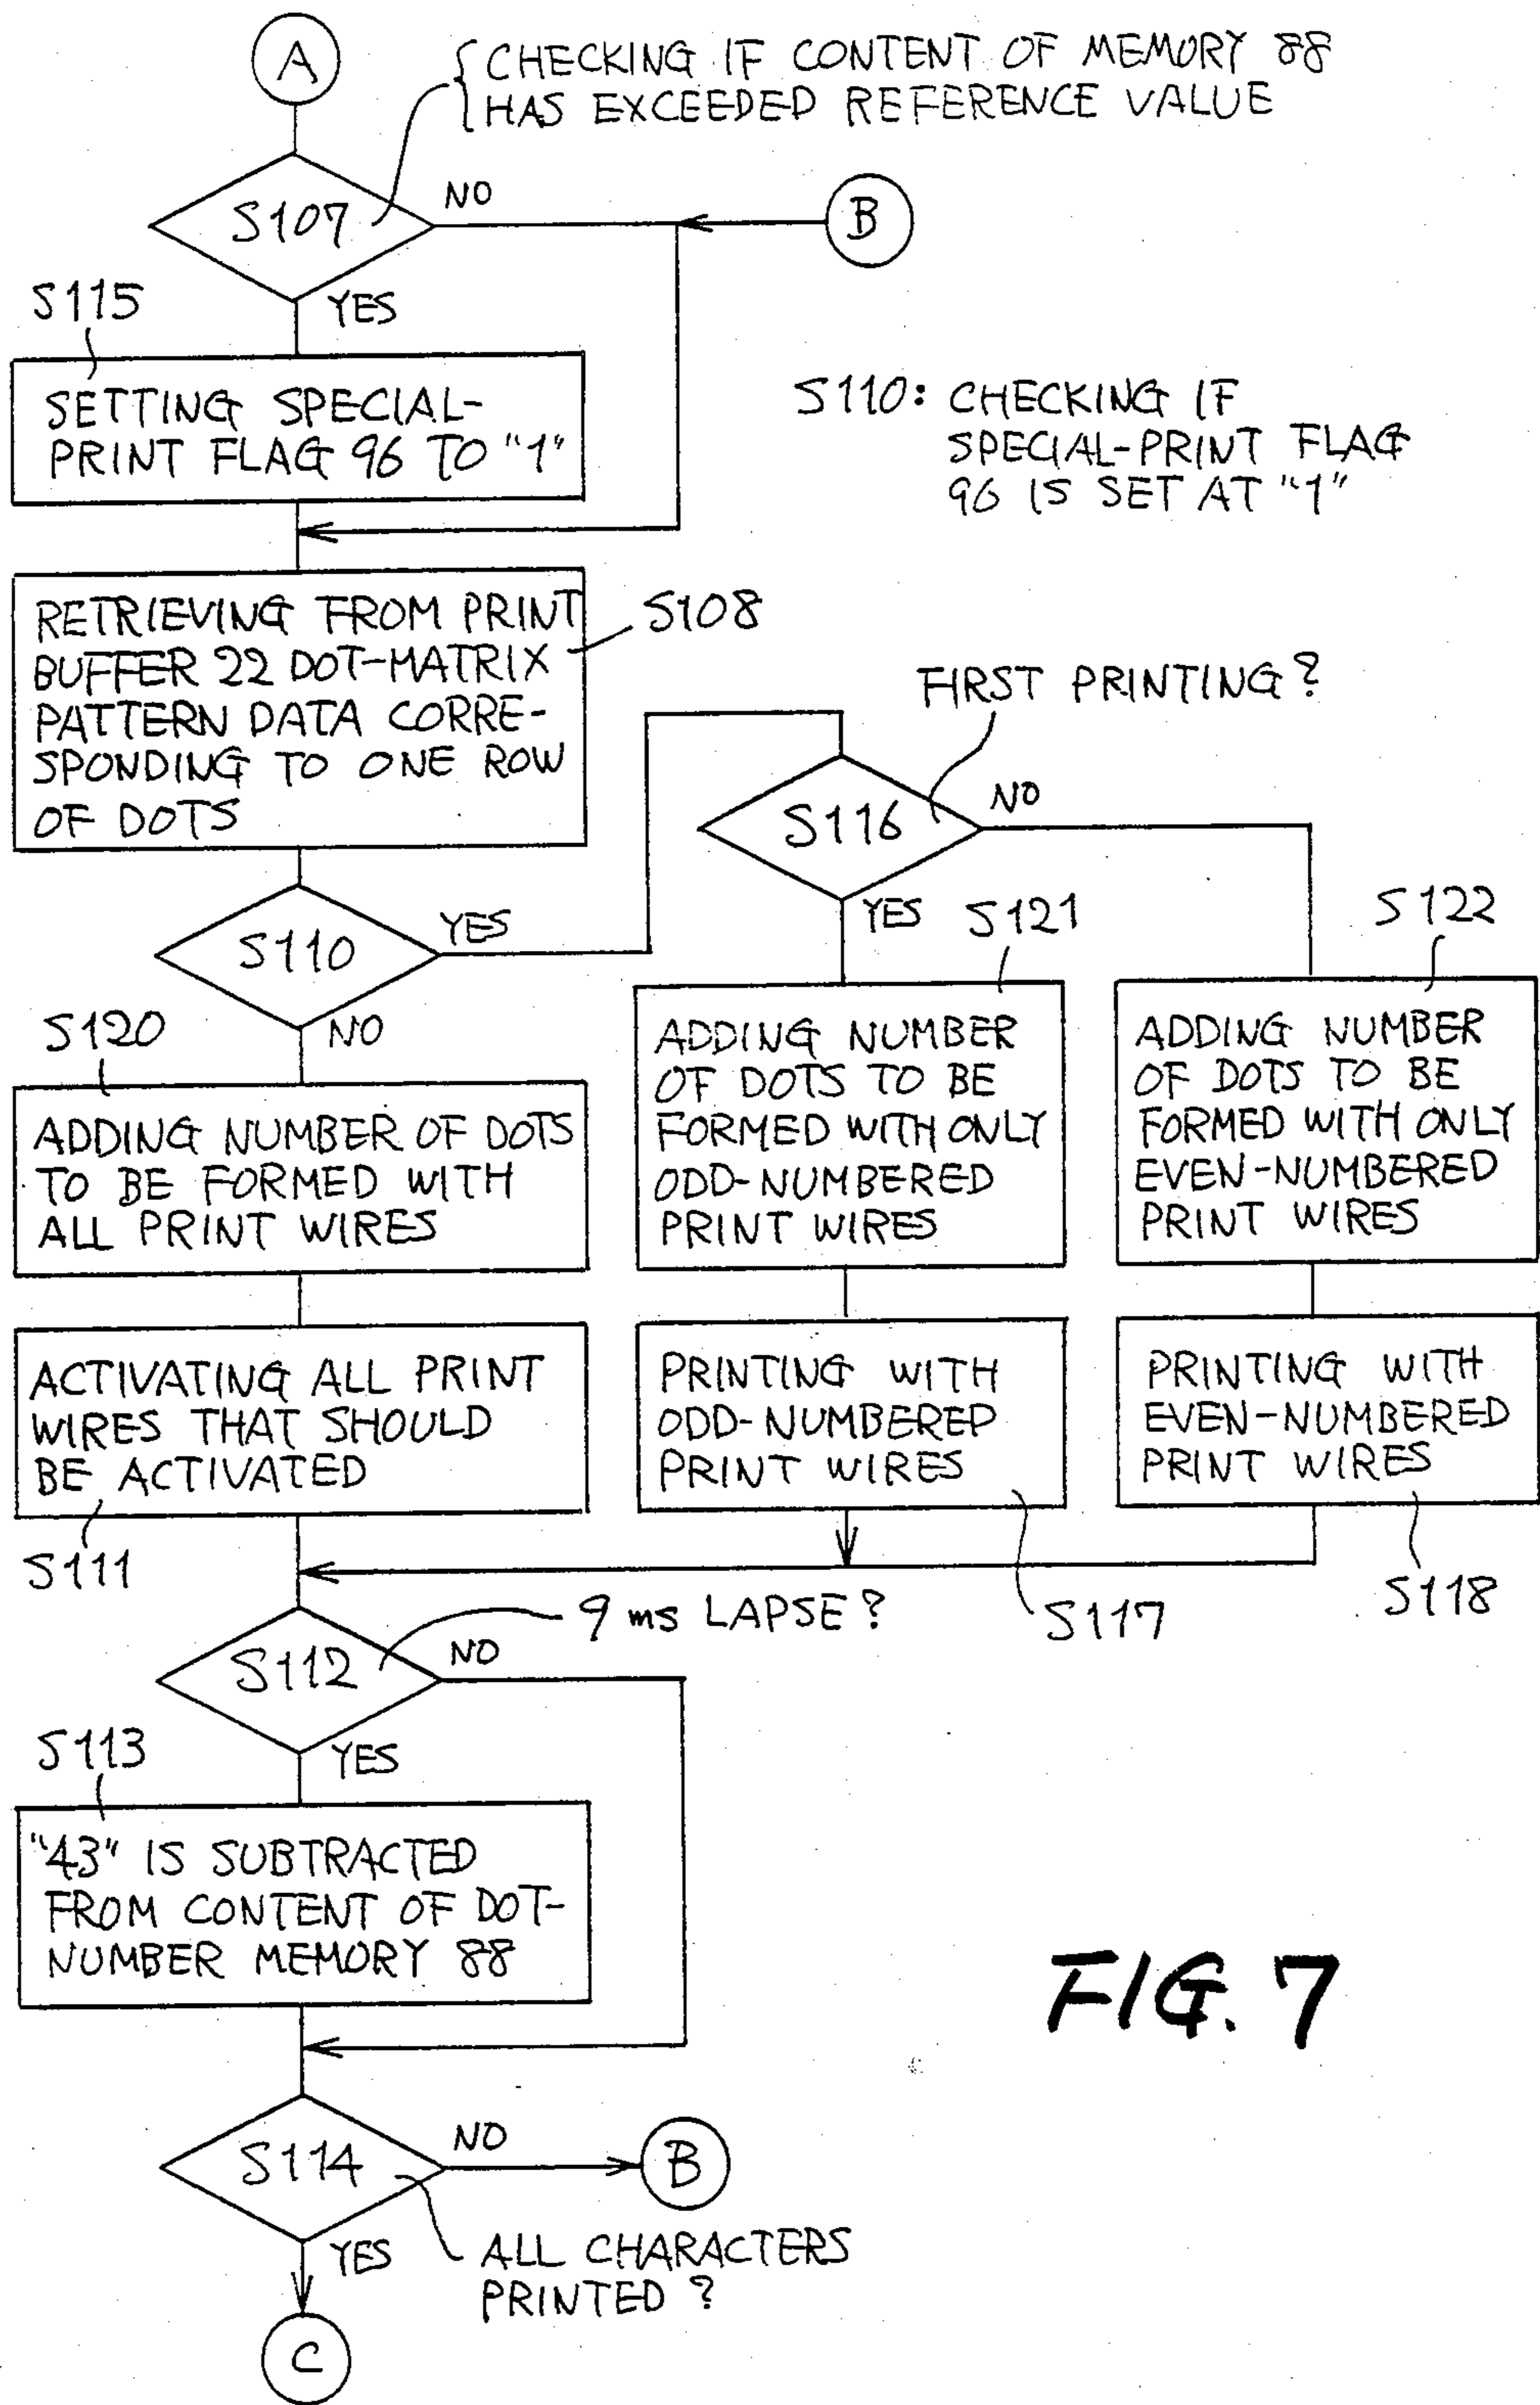 A
CHECKING IF CONTENT OF MEMORY 88
HAS EXCEEDED REFERENCE VALUE
S107
NO
B
YES
S115
SETTING SPECIAL-
PRINT FLAG 96 TO "1"
S110: CHECKING IF
SPECIAL-PRINT FLAG
96 IS SET AT "1"
RETRIEVING FROM PRINT
BUFFER 22 DOT-MATRIX
PATTERN DATA CORRE-
SPONDING TO ONE ROW
OF DOTS
S108
FIRST PRINTING?
S116
NO
YES
S110
YES
NO
S120
ADDING NUMBER OF DOTS
TO BE FORMED WITH
ALL PRINT WIRES
S121
ADDING NUMBER
OF DOTS TO BE
FORMED WITH ONLY
ODD-NUMBERED
PRINT WIRES
S122
ADDING NUMBER
OF DOTS TO BE
FORMED WITH ONLY
EVEN-NUMBERED
PRINT WIRES
ACTIVATING ALL PRINT
WIRES THAT SHOULD
BE ACTIVATED
S111
PRINTING WITH
ODD-NUMBERED
PRINT WIRES
S117
PRINTING WITH
EVEN-NUMBERED
PRINT WIRES
S118
9 ms LAPSE?
S112
NO
YES
S113
"43" IS SUBTRACTED
FROM CONTENT OF DOT-
NUMBER MEMORY 88
S114
NO
B
YES
ALL CHARACTERS
PRINTED?
C
FIG. 7